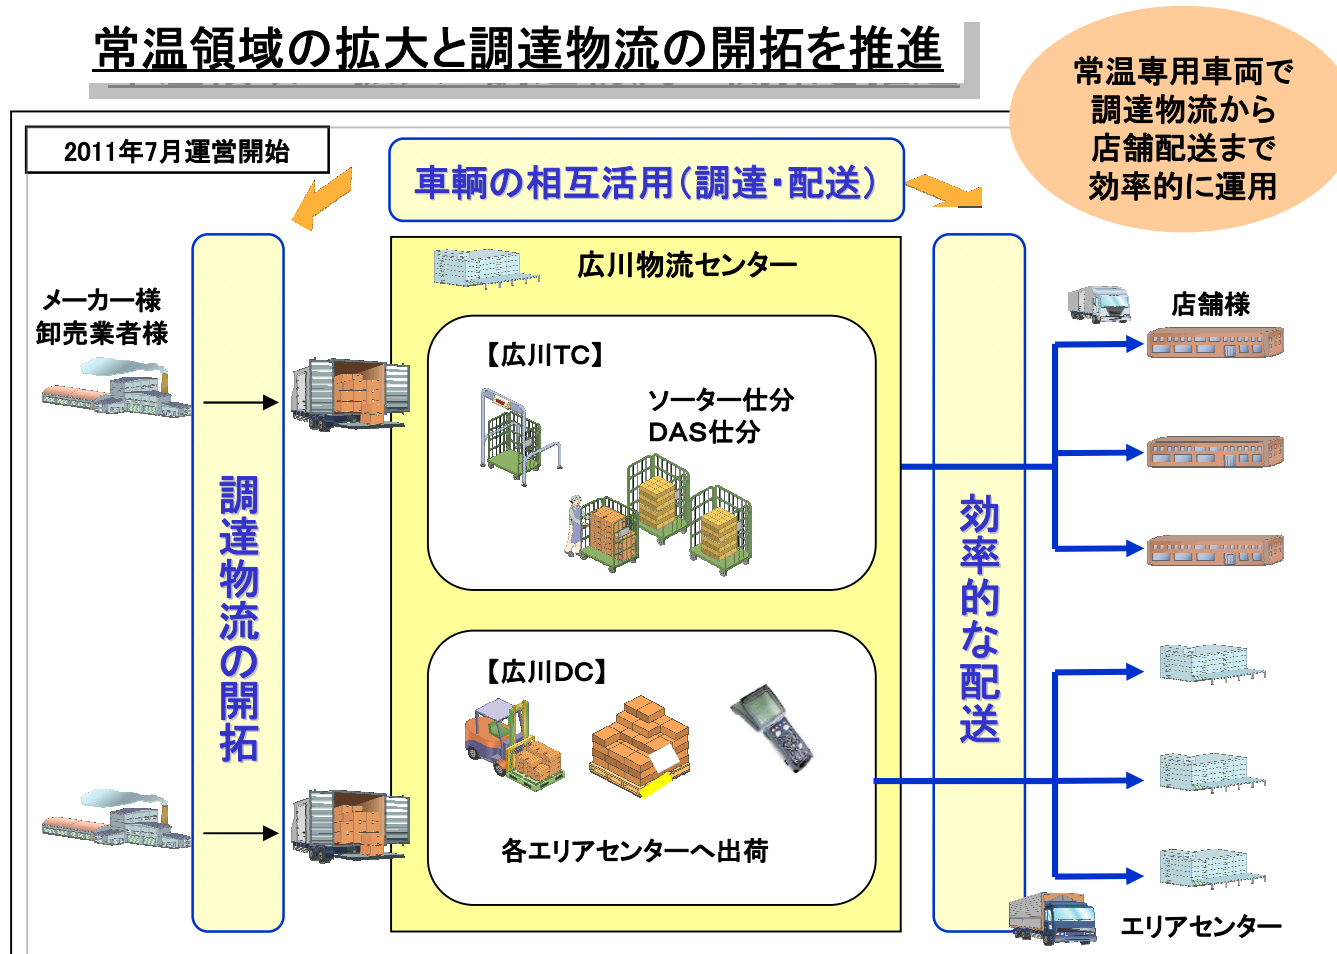 常温領域の拡大と調達物流の開拓を推進
常温専用車両で
調達物流から
店舗配送まで
効率的に運用
2011年7月運営開始
車輌の相互活用(調達・配送)
広川物流センター
メーカー様
卸売業者様
店舗様
【広川TC】
ソーター仕分
DAS仕分
調達物流の開拓
効率的な配送
【広川DC】
各エリアセンターへ出荷
エリアセンター